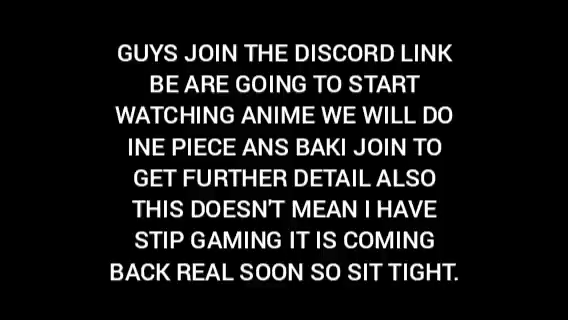 GUYS JOIN THE DISCORD LINK
BE ARE GOING TO START
WATCHING ANIME WE WILL DO
INE PIECE ANS BAKI JOIN TO
GET FURTHER DETAIL ALSO
THIS DOESN'T MEAN I HAVE
STIP GAMING IT IS COMING
BACK REAL SOON SO SIT TIGHT.